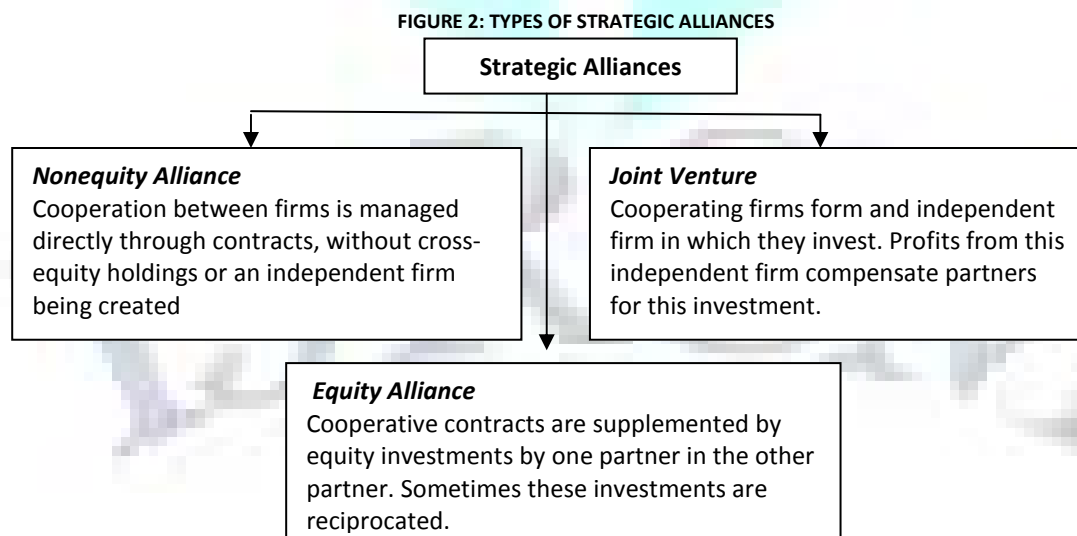 FIGURE 2: TYPES OF STRATEGIC ALLIANCES
Strategic Alliances
Nonequity Alliance
Cooperation between firms is managed
directly through contracts, without cross-
equity holdings or an independent firm
being created
Joint Venture
Cooperating firms form and independent
firm in which they invest. Profits from this
independent firm compensate partners
for this investment.
Equity Alliance
Cooperative contracts are supplemented by
equity investments by one partner in the other
partner. Sometimes these investments are
reciprocated.